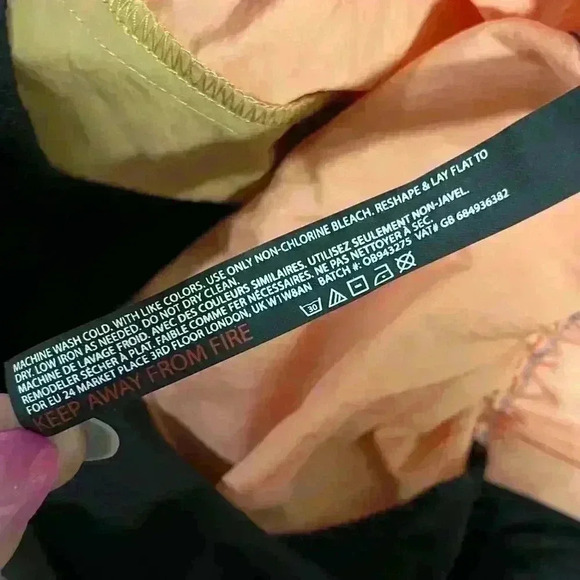 MACHINE WASH COLD. WITH LIKE COLORS. USE ONLY NON-CHLORINE BLEACH. RESHAPE & LAY FLAT TO
DRY. LOW IRON AS NEEDED. DO NOT DRY CLEAN.
MACHINE DE LAVAGE FROID. AVEC DES COULEURS SIMILAIRES. UTILISEZ SEULEMENT NON-JAVEL.
REMODELER SÉCHER À PLAT. FAIBLE COMME FER NÉCESSAIRES. NE PAS NETTOYER À SEC.
FOR EU 24 MARKET PLACE 3RD FLOOR LONDON, UK W1W8AN BATCH #: OB943275 VAT# GB 684936382
KEEP AWAY FROM FIRE
30